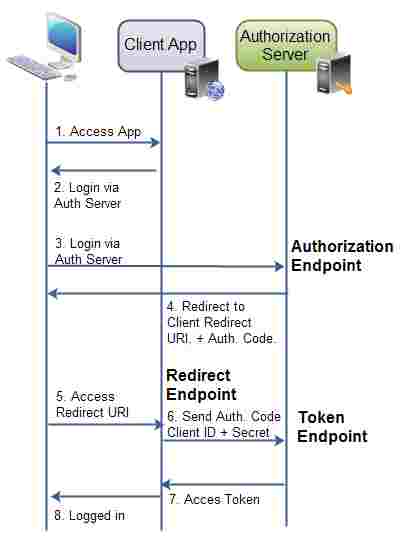 Client App
Authorization
Server
1. Access App
2. Login via
Auth Server
3. Login via
Auth Server
Authorization
Endpoint
4. Redirect to
Client Redirect
URI. + Auth. Code.
Redirect
Endpoint
5. Access
Redirect URI
6. Send Auth. Code
Client ID + Secret
Token
Endpoint
7. Acces Token
8. Logged in